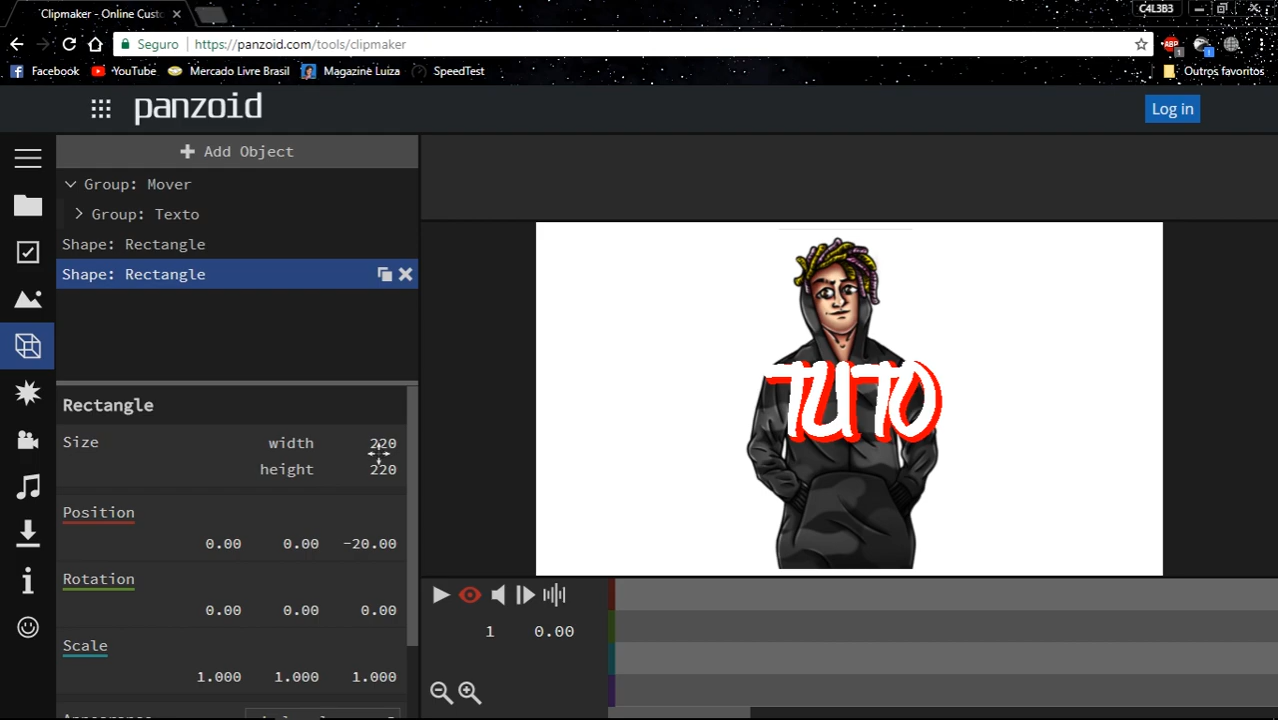 Clipmaker - Online Custo
C4L3B3
Seguro
https://panzoid.com/tools/clipmaker
ABP
1
1
Facebook
YouTube
Mercado Livre Brasil
Magazine Luiza
SpeedTest
Outros favoritos
panzoid
Log in
Add Object
Group: Mover
Group: Texto
Shape: Rectangle
Shape: Rectangle
TUTO
Rectangle
Size width 220
height 220
Position
0.00 0.00 -20.00
Rotation
0.00 0.00 0.00
Scale
1.000 1.000 1.000
1 0.00